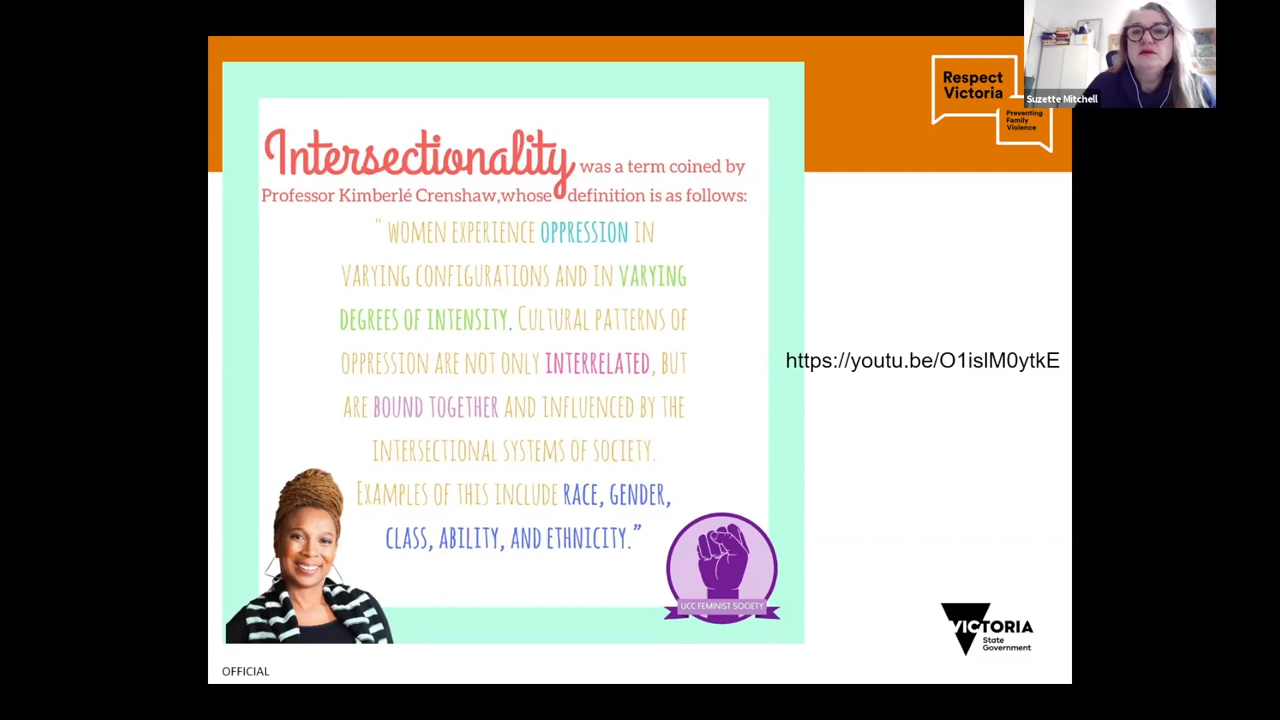 Respect
Victoria
Preventing
Family
Violence
Suzette Mitchell
Intersectionality was a term coined by
Professor Kimberlé Crenshaw,whose definition is as follows:
" WOMEN EXPERIENCE OPPRESSION IN
VARYING CONFIGURATIONS AND IN VARYING
DEGREES OF INTENSITY. CULTURAL PATTERNS OF
OPPRESSION ARE NOT ONLY INTERRELATED, BUT
ARE BOUND TOGETHER AND INFLUENCED BY THE
INTERSECTIONAL SYSTEMS OF SOCIETY.
EXAMPLES OF THIS INCLUDE RACE, GENDER,
CLASS, ABILITY, AND ETHNICITY.”
https://youtu.be/O1islM0ytkE
UCC FEMINIST SOCIETY
VICTORIA
State
Government
OFFICIAL